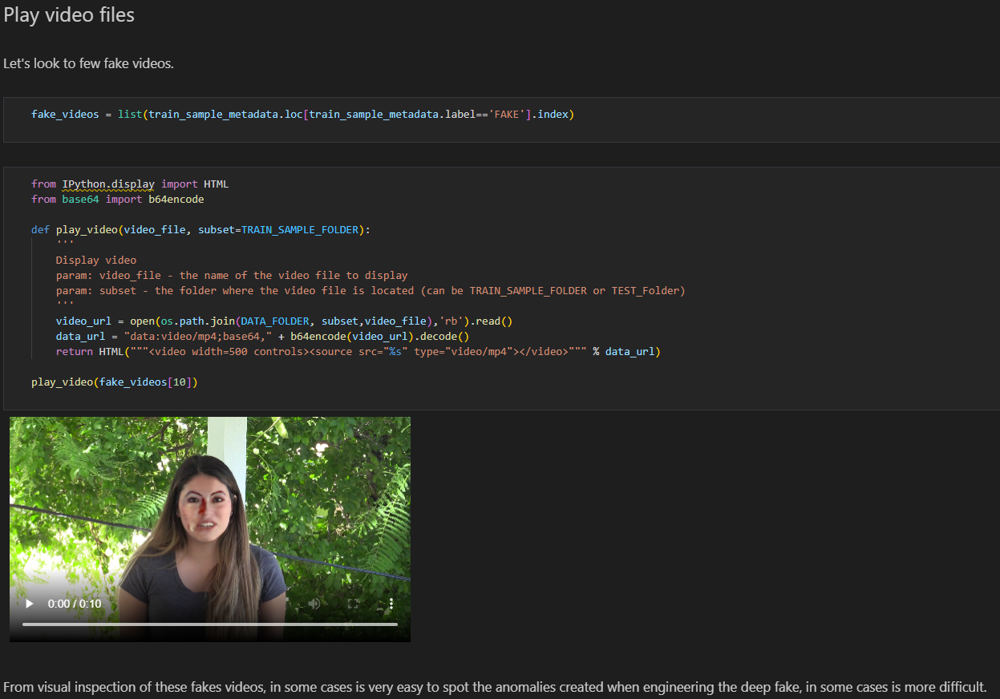 Play video files
Let's look to few fake videos.
fake_videos = list(train_sample_metadata.loc[train_sample_metadata.label=='FAKE'].index)
from IPython.display import HTML
from base64 import b64encode
def play_video(video_file, subset=TRAIN_SAMPLE_FOLDER):
'''
Display video
param: video_file - the name of the video file to display
param: subset - the folder where the video file is located (can be TRAIN_SAMPLE_FOLDER or TEST_Folder)
'''
video_url = open(os.path.join(DATA_FOLDER, subset,video_file),'rb').read()
data_url = "data:video/mp4;base64," + b64encode(video_url).decode()
return HTML("""<video width=500 controls><source src="%s" type="video/mp4"></video>""" % data_url)
play_video(fake_videos[10])
0:00 / 0:10
From visual inspection of these fakes videos, in some cases is very easy to spot the anomalies created when engineering the deep fake, in some cases is more difficult.